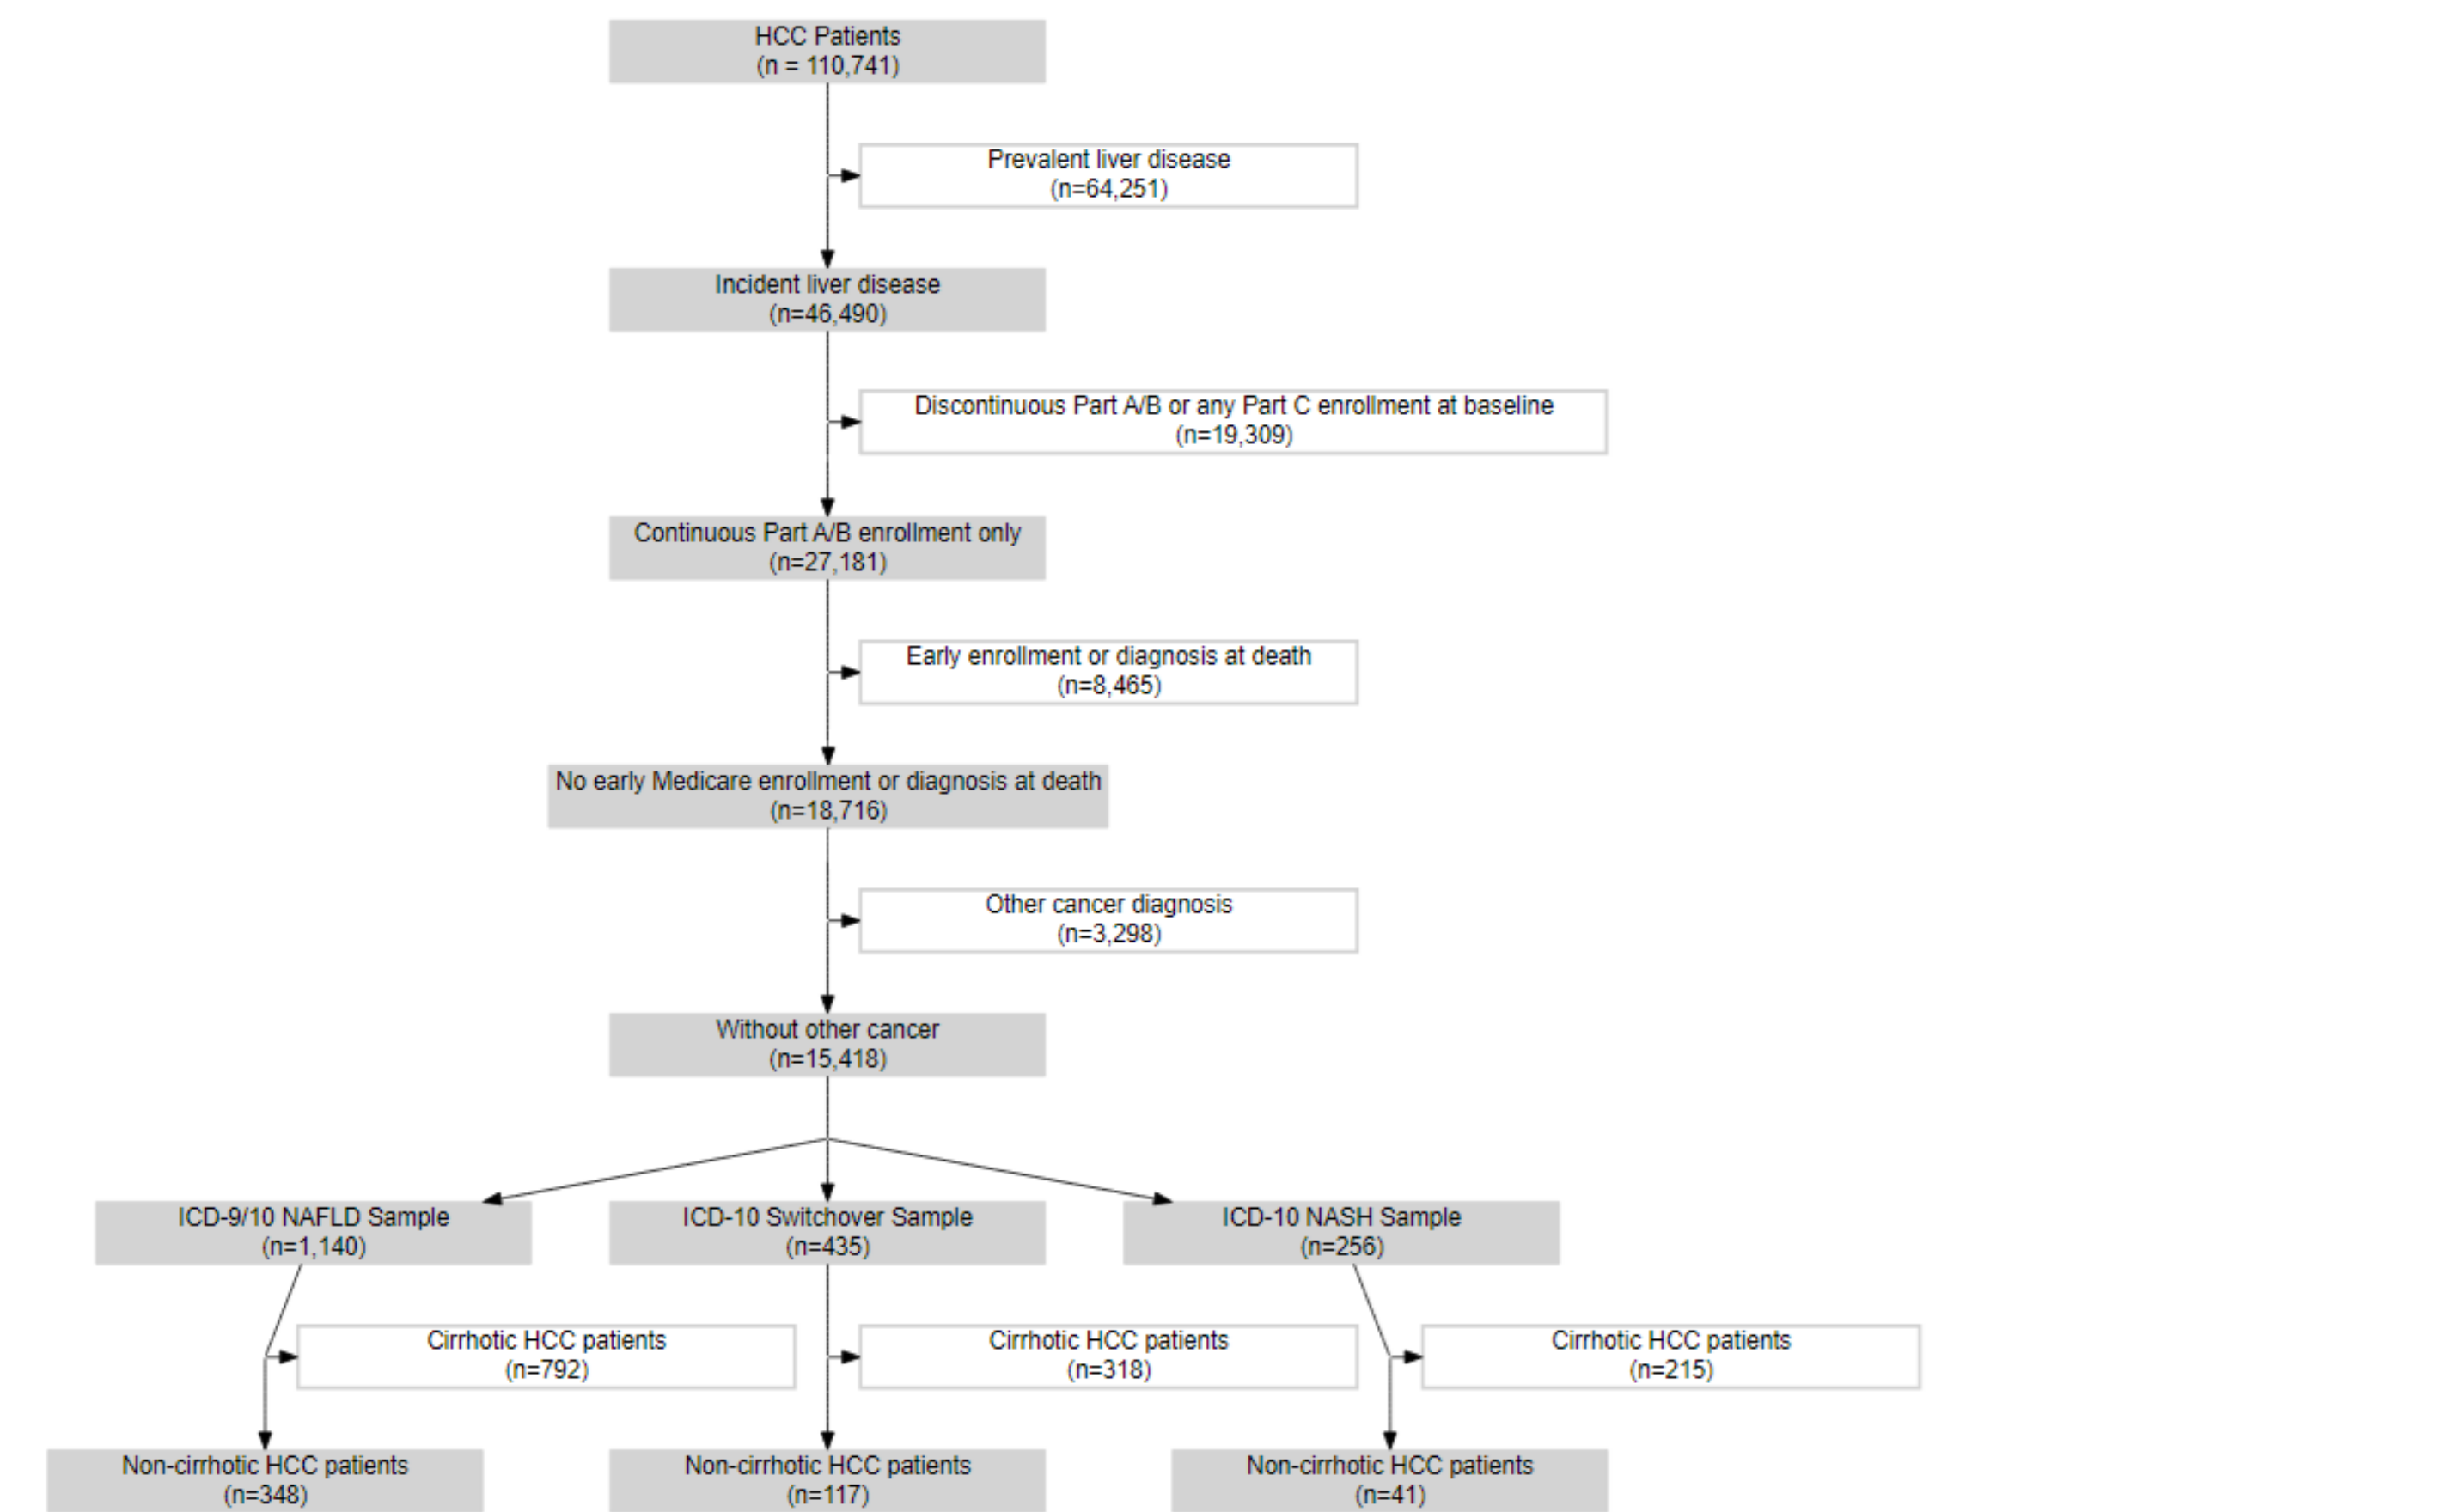 HCC Patients
(n = 110,741)
Prevalent liver disease
(n=64,251)
Incident liver disease
(n=46,490)
Discontinuous Part A/B or any Part C enrollment at baseline
(n=19,309)
Continuous Part A/B enrollment only
(n=27,181)
Early enrollment or diagnosis at death
(n=8,465)
No early Medicare enrollment or diagnosis at death
(n=18,716)
Other cancer diagnosis
(n=3,298)
Without other cancer
(n=15,418)
ICD-9/10 NAFLD Sample
(n=1,140)
ICD-10 Switchover Sample
(n=435)
ICD-10 NASH Sample
(n=256)
Cirrhotic HCC patients
(n=792)
Cirrhotic HCC patients
(n=318)
Cirrhotic HCC patients
(n=215)
Non-cirrhotic HCC patients
(n=348)
Non-cirrhotic HCC patients
(n=117)
Non-cirrhotic HCC patients
(n=41)